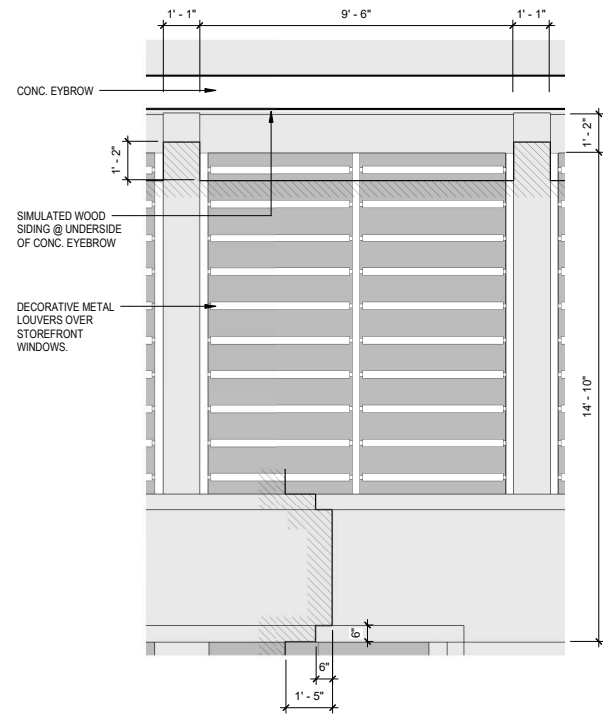 1' - 1"
9' - 6"
1' - 1"
CONC. EYBROW
1' - 2"
1' - 2"
SIMULATED WOOD
SIDING @ UNDERSIDE
OF CONC. EYEBROW
DECORATIVE METAL
LOUVERS OVER
STOREFRONT
WINDOWS.
14' - 10"
6"
6"
1' - 5"